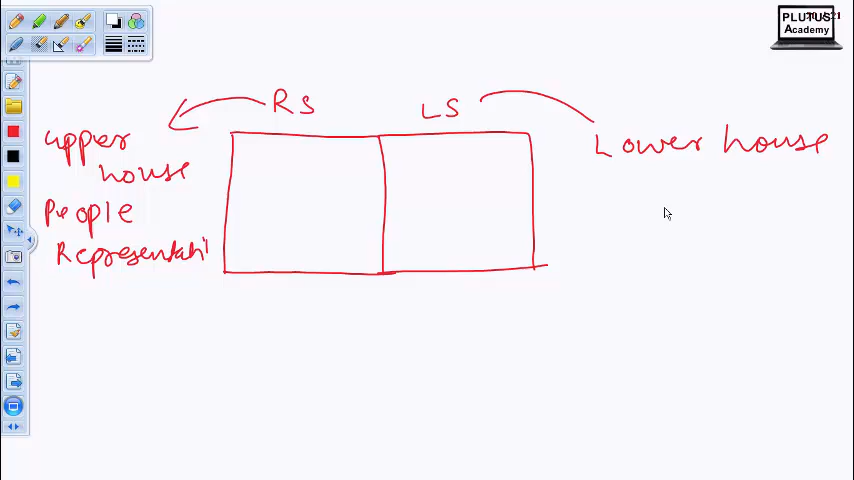 PLUTUS
Academy
RS
LS
upper
house
Lower house
People
Representati